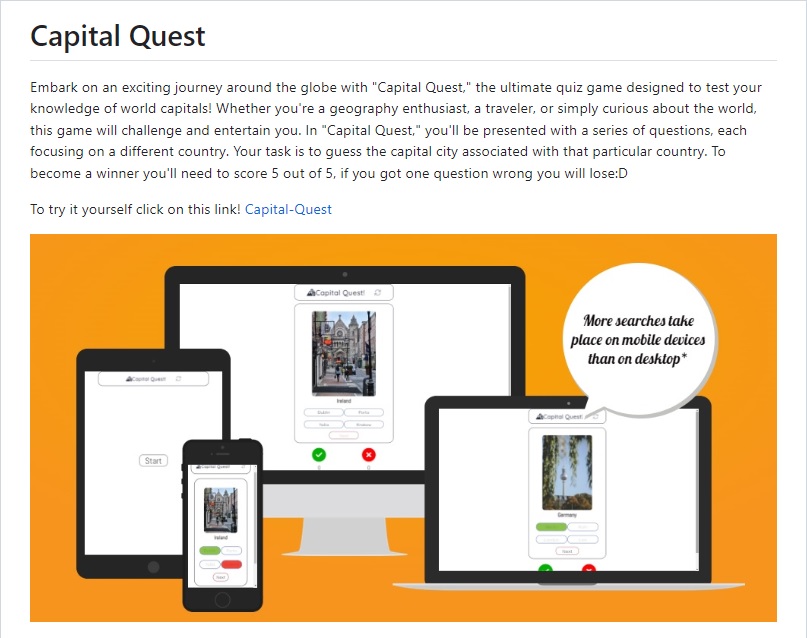 Capital Quest
Embark on an exciting journey around the globe with "Capital Quest," the ultimate quiz game designed to test your
knowledge of world capitals! Whether you're a geography enthusiast, a traveler, or simply curious about the world,
this game will challenge and entertain you. In "Capital Quest," you'll be presented with a series of questions, each
focusing on a different country. Your task is to guess the capital city associated with that particular country. To
become a winner you'll need to score 5 out of 5, if you got one question wrong you will lose:D
To try it yourself click on this link! Capital-Quest
Capital Quest!
Ireland
Dublin
0
0
More searches take
place on mobile devices
than on desktop*
Capital Quest!
Start
Capital Quest!
Ireland
Capital Quest!
Germany